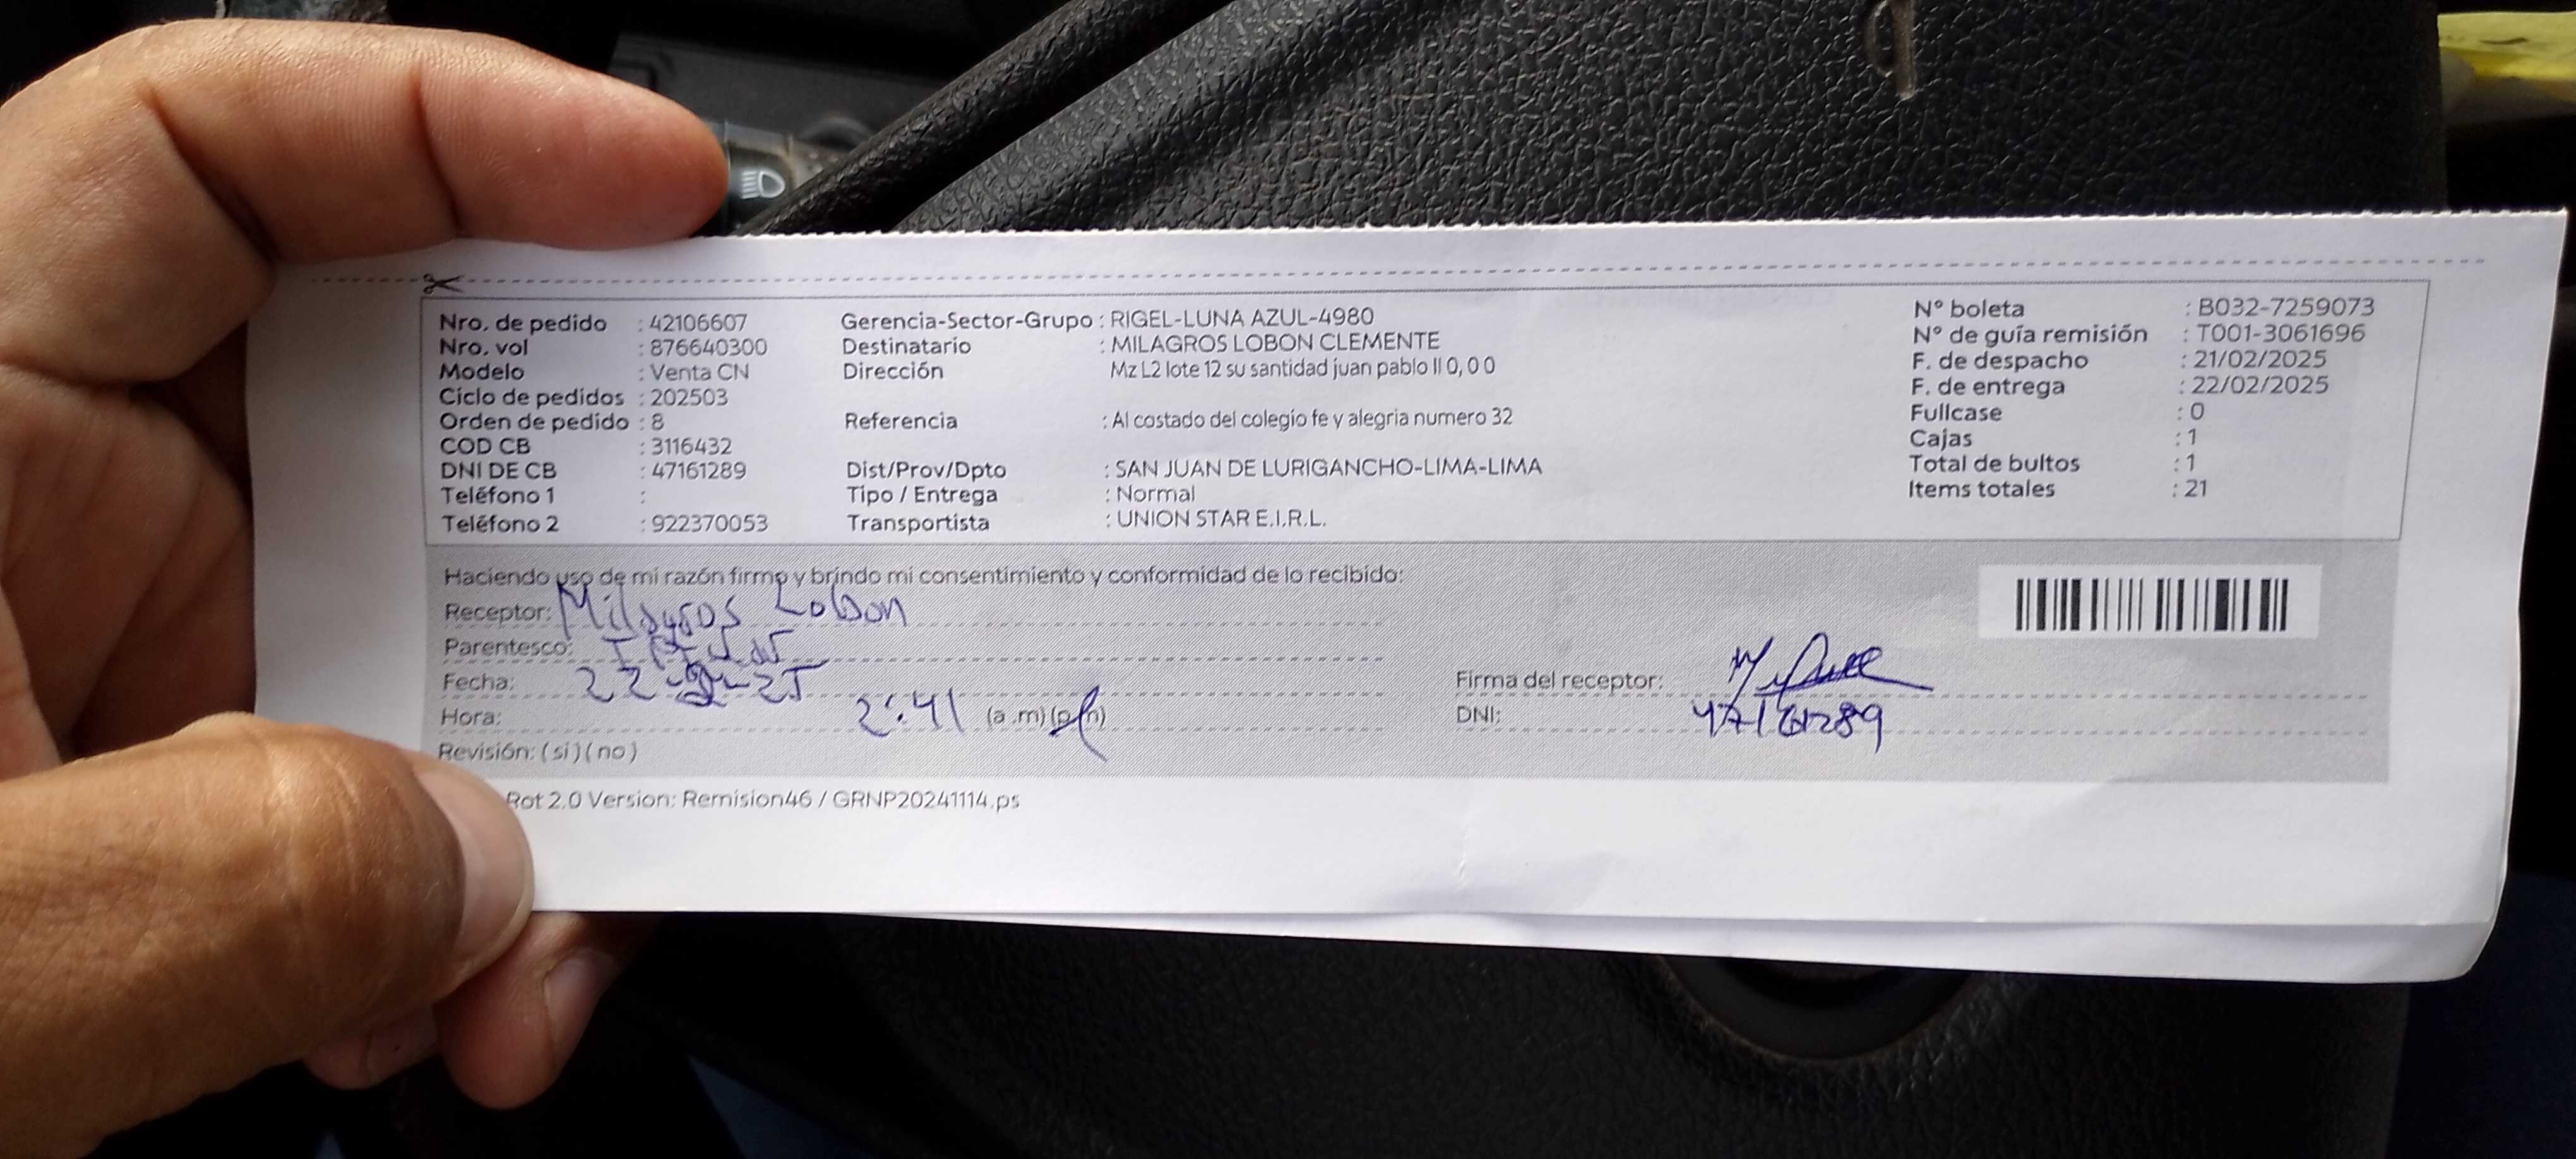 Nro. de pedido : 42106607
Nro. vol : 876640300
Modelo : Venta CN
Ciclo de pedidos : 202503
Orden de pedido : 8
COD CB : 3116432
DNI DE CB : 47161289
Teléfono 1 :
Teléfono 2 : 922370053
Gerencia-Sector-Grupo : RIGEL-LUNA AZUL-4980
Destinatario : MILAGROS LOBON CLEMENTE
Dirección Mz L2 lote 12 su santidad juan pablo II 0, 0 0
Referencia : Al costado del colegio fe y alegria numero 32
Dist/Prov/Dpto : SAN JUAN DE LURIGANCHO-LIMA-LIMA
Tipo / Entrega : Normal
Transportista : UNION STAR E.I.R.L.
N° boleta : B032-7259073
N° de guía remisión : T001-3061696
F. de despacho : 21/02/2025
F. de entrega : 22/02/2025
Fullcase : 0
Cajas : 1
Total de bultos : 1
Items totales : 21
Haciendo uso de mi razón firmo y brindo mi consentimiento y conformidad de lo recibido:
Receptor: Milagros Lobon
Parentesco: Titular
Fecha: 22-2-25
Hora: 2:41 (a .m) (p.m)
Revisión: ( si ) ( no )
Firma del receptor:
DNI: 47161289
Rot 2.0 Version: Remision46 / GRNP20241114.ps